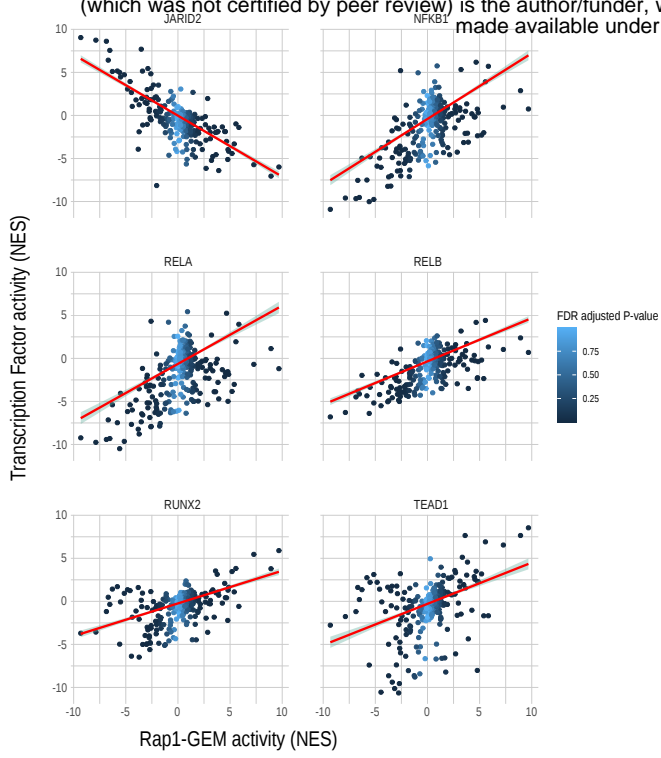 (which was not certified by peer review) is the author/funder, w
made available under
JARID2
NFKB1
10
5
0
-5
-10
RELA
RELB
10
5
0
-5
-10
RUNX2
TEAD1
10
5
0
-5
-10
-10 -5 0 5 10
-10 -5 0 5 10
Transcription Factor activity (NES)
Rap1-GEM activity (NES)
FDR adjusted P-value
0.75
0.50
0.25